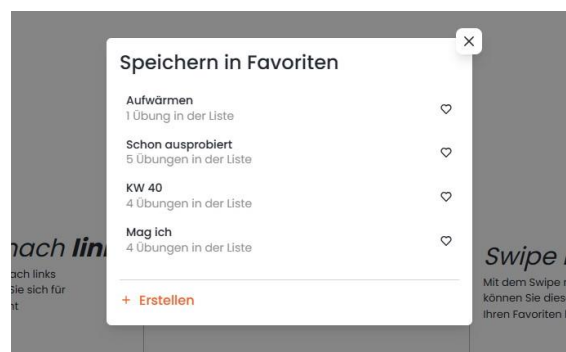 Speichern in Favoriten
Aufwärmen
1 Übung in der Liste
Schon ausprobiert
5 Übungen in der Liste
KW 40
4 Übungen in der Liste
Mag ich
4 Übungen in der Liste
+ Erstellen
nach lin
ach links
Sie sich für
nt
Swipe
Mit dem Swipe
können Sie dies
Ihren Favoriten